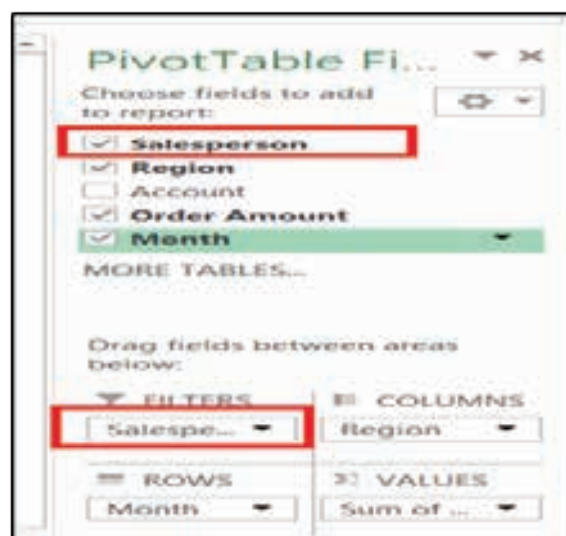 PivotTable Fi...
Choose fields to add
to report:
Salesperson
Region
Account
Order Amount
Month
MORE TABLES...
Drag fields between areas
below:
FILTERS
COLUMNS
Salespe...
Region
ROWS
VALUES
Month
Sum of ...